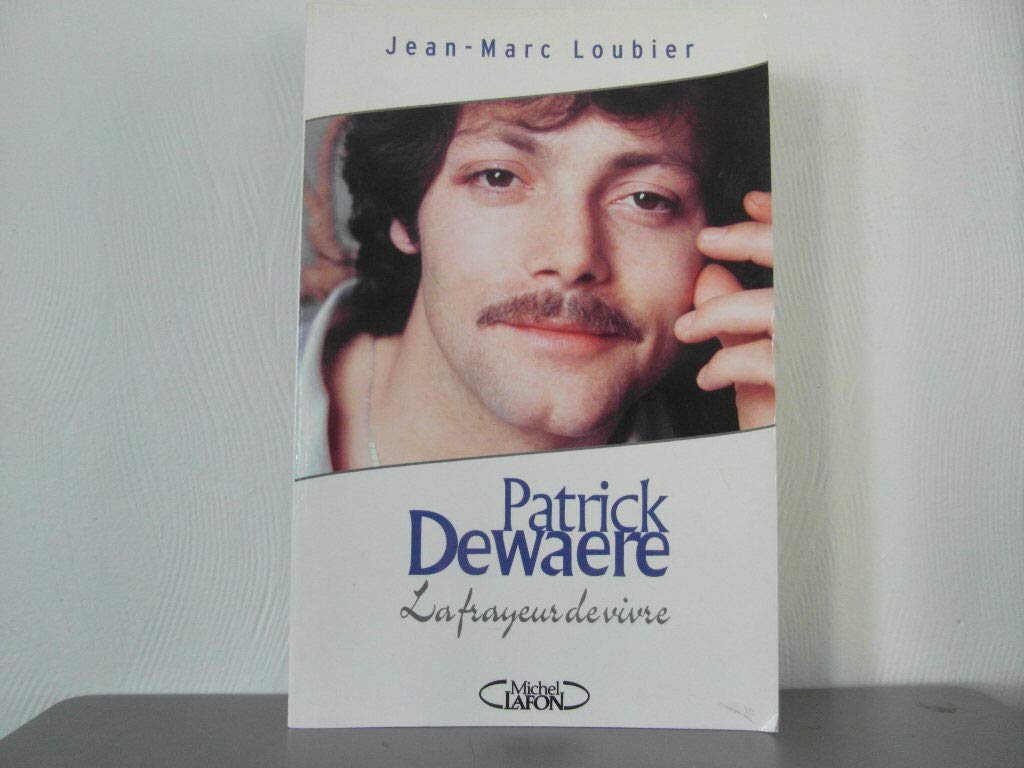 Jean-Marc Loubier
Patrick
Dewaere
La frayeur de vivre
Michel
LAFON